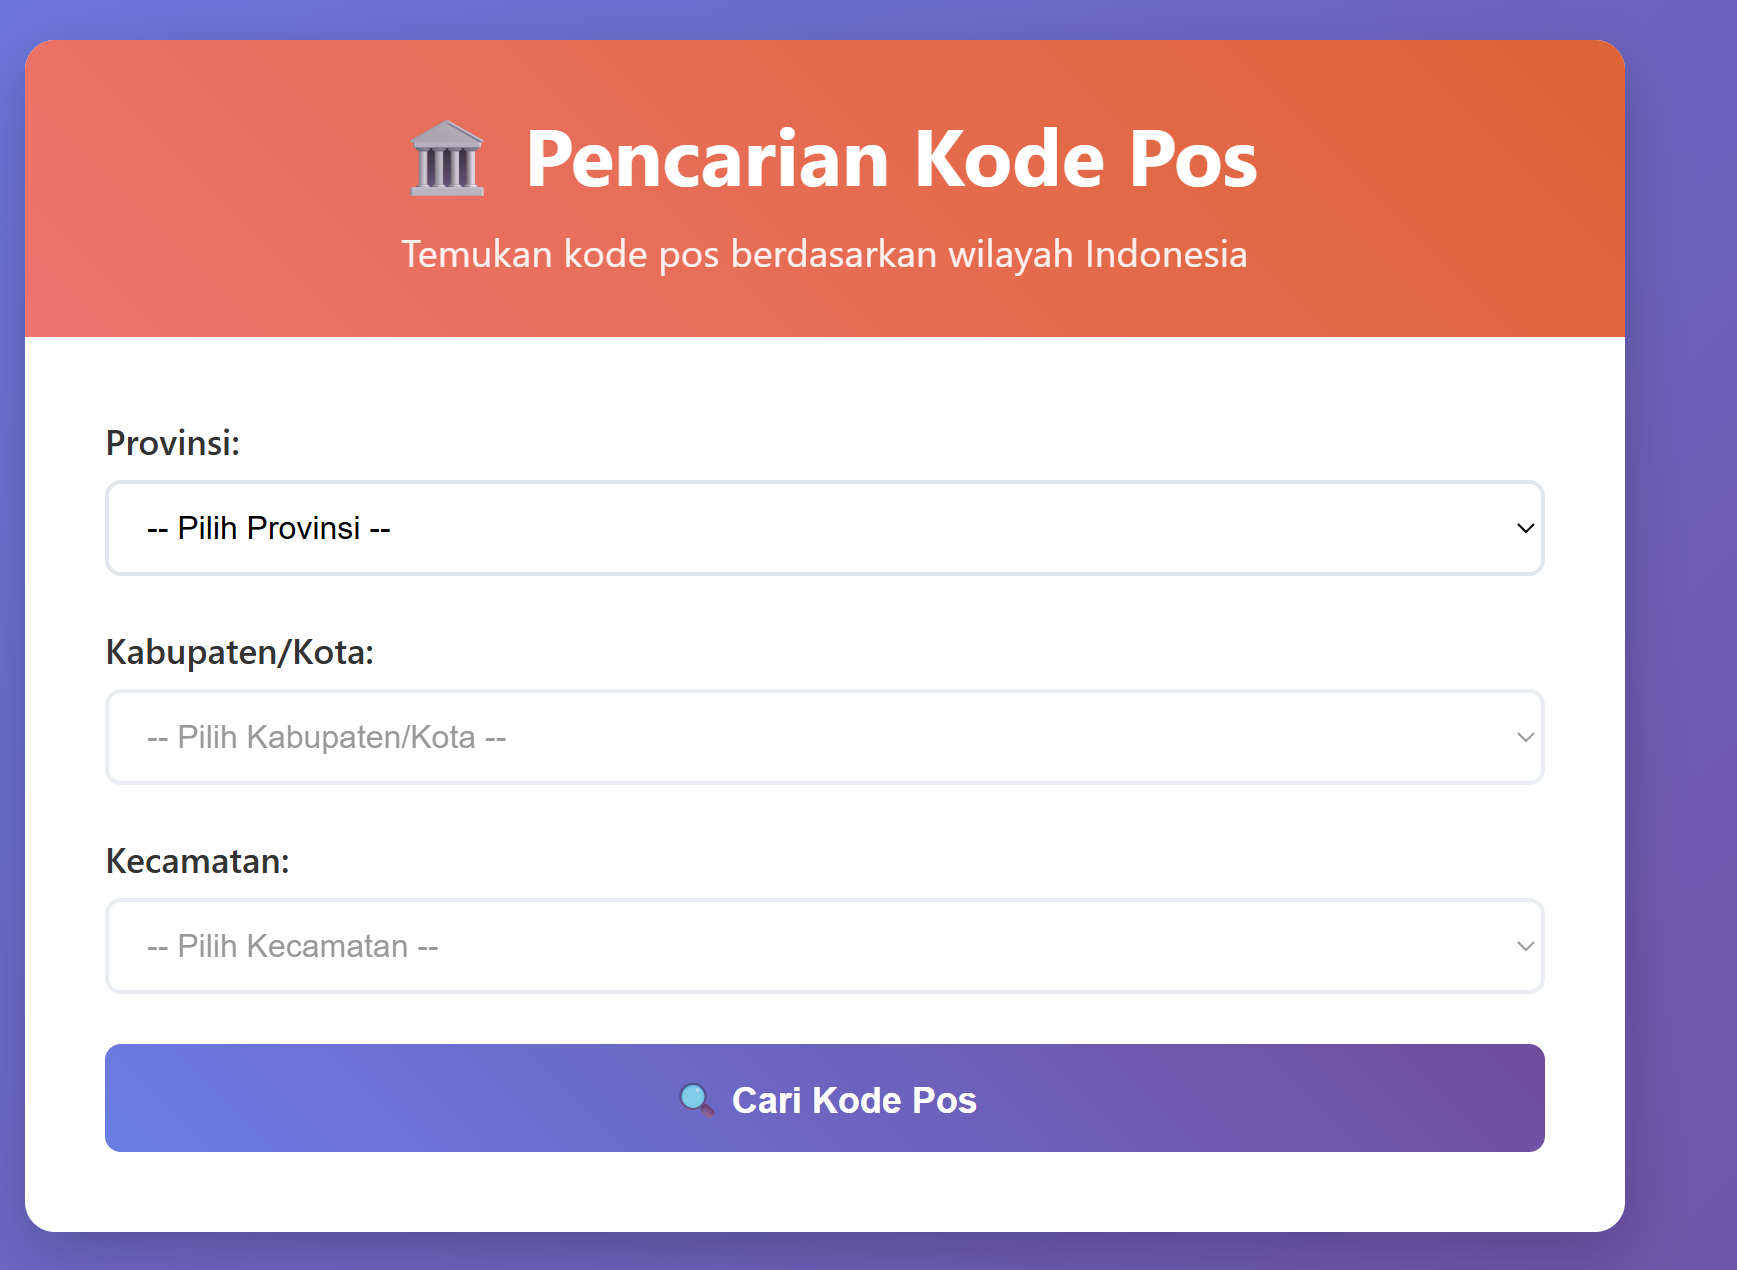 Pencarian Kode Pos
Temukan kode pos berdasarkan wilayah Indonesia
Provinsi:
-- Pilih Provinsi --
Kabupaten/Kota:
-- Pilih Kabupaten/Kota --
Kecamatan:
-- Pilih Kecamatan --
Cari Kode Pos